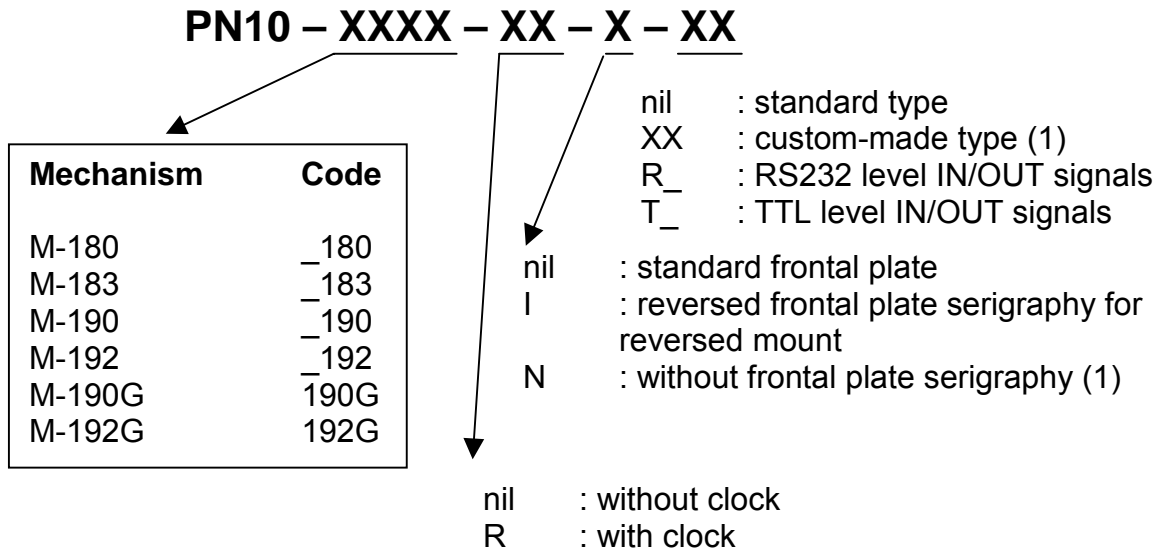 PN10 – XXXX – XX – X – XX
nil : standard type
XX : custom-made type (1)
R_ : RS232 level IN/OUT signals
T_ : TTL level IN/OUT signals
Mechanism Code
M-180 _180
M-183 _183
M-190 _190
M-192 _192
M-190G 190G
M-192G 192G
nil : standard frontal plate
I : reversed frontal plate serigraphy for
reversed mount
N : without frontal plate serigraphy (1)
nil : without clock
R : with clock